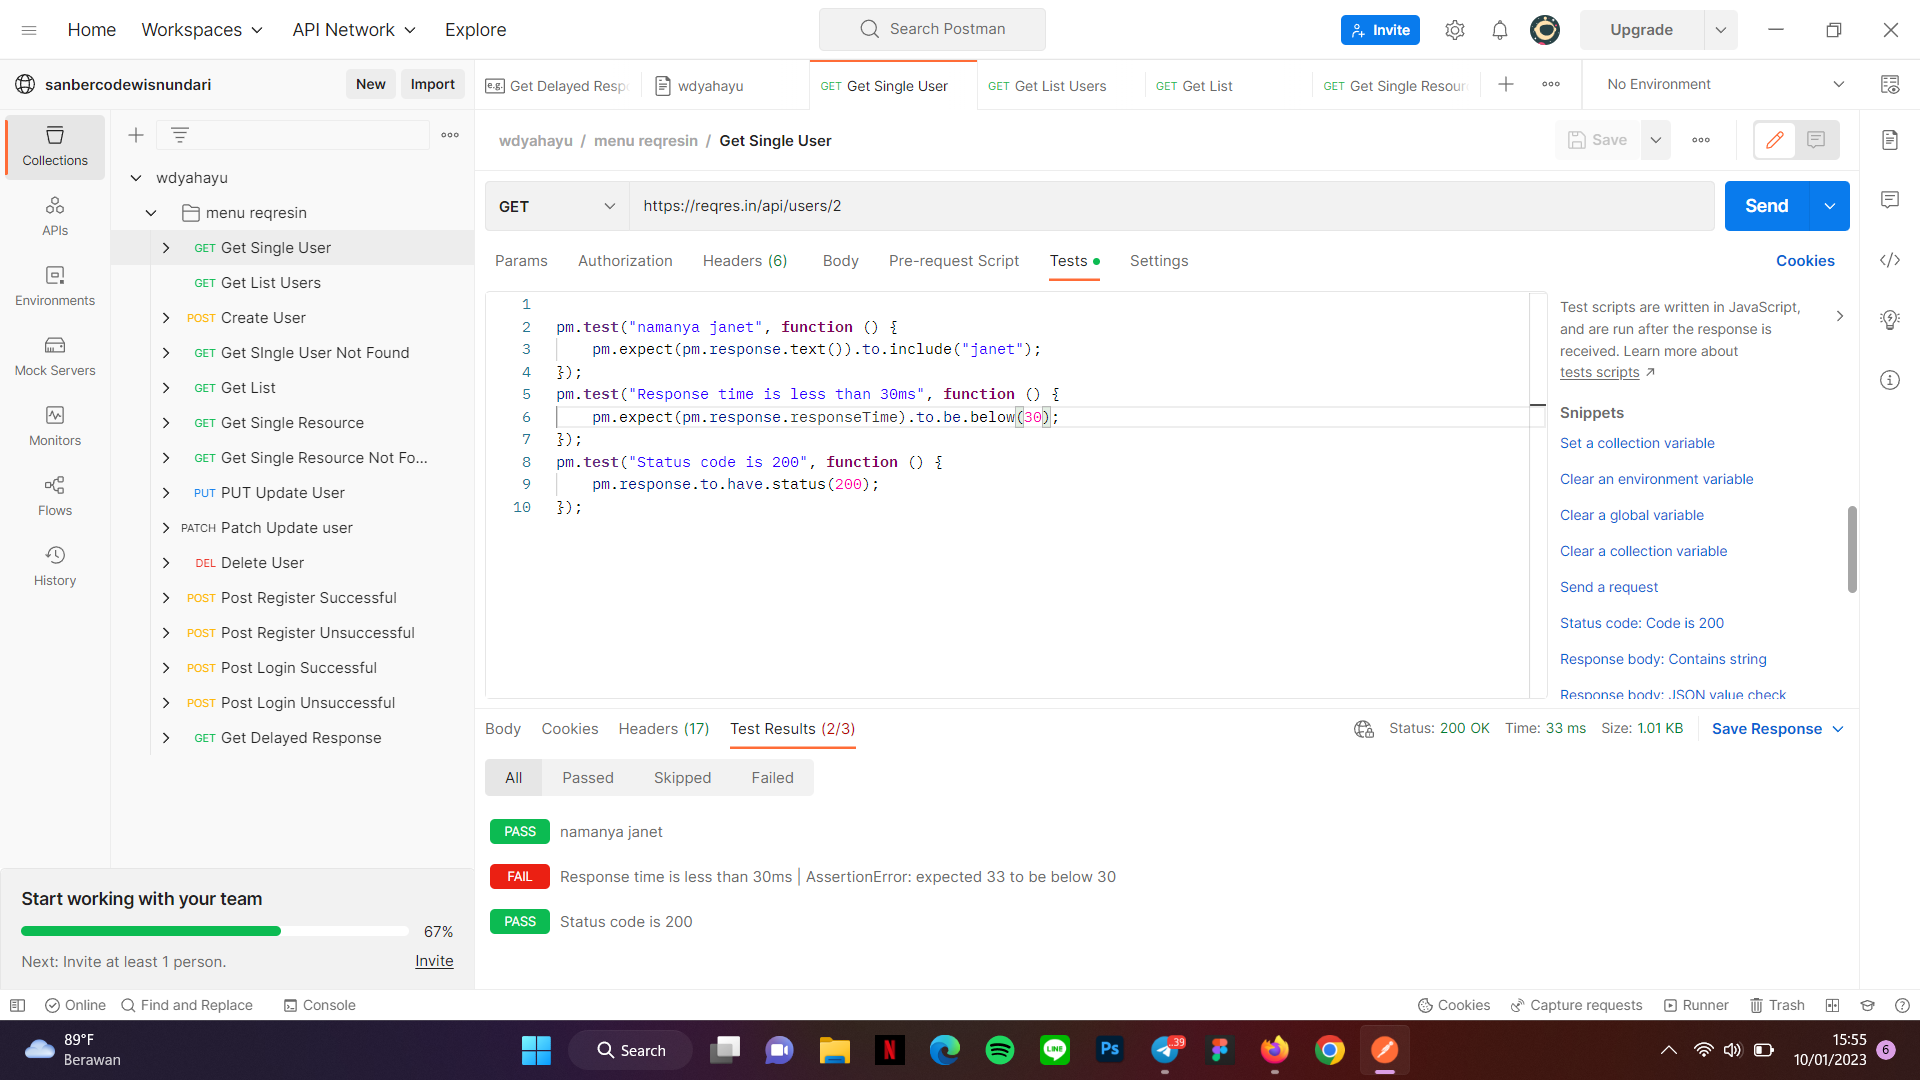 Home Workspaces API Network Explore
Search Postman
Invite
Upgrade
sanbercodewisnundari New Import
e.g. Get Delayed Resp
wdyahayu
GET Get Single User
GET Get List Users
GET Get List
GET Get Single Resour
No Environment
Collections
APIs
Environments
Mock Servers
Monitors
Flows
History
wdyahayu
menu reqresin
GET Get Single User
GET Get List Users
POST Create User
GET Get SIngle User Not Found
GET Get List
GET Get Single Resource
GET Get Single Resource Not Fo...
PUT PUT Update User
PATCH Patch Update user
DEL Delete User
POST Post Register Successful
POST Post Register Unsuccessful
POST Post Login Successful
POST Post Login Unsuccessful
GET Get Delayed Response
Start working with your team
67%
Next: Invite at least 1 person. Invite
wdyahayu / menu reqresin / Get Single User
Save
GET https://reqres.in/api/users/2
Send
Params Authorization Headers (6) Body Pre-request Script Tests Settings Cookies
1
2 pm.test("namanya janet", function () {
3 pm.expect(pm.response.text()).to.include("janet");
4 });
5 pm.test("Response time is less than 30ms", function () {
6 pm.expect(pm.response.responseTime).to.be.below(30);
7 });
8 pm.test("Status code is 200", function () {
9 pm.response.to.have.status(200);
10 });
Test scripts are written in JavaScript,
and are run after the response is
received. Learn more about
tests scripts
Snippets
Set a collection variable
Clear an environment variable
Clear a global variable
Clear a collection variable
Send a request
Status code: Code is 200
Response body: Contains string
Response body: JSON value check
Body Cookies Headers (17) Test Results (2/3)
Status: 200 OK Time: 33 ms Size: 1.01 KB Save Response
All Passed Skipped Failed
PASS namanya janet
FAIL Response time is less than 30ms | AssertionError: expected 33 to be below 30
PASS Status code is 200
Online Find and Replace Console
Cookies Capture requests Runner Trash
89°F
Berawan
Search
N
LINE
Ps
39
15:55
10/01/2023
6